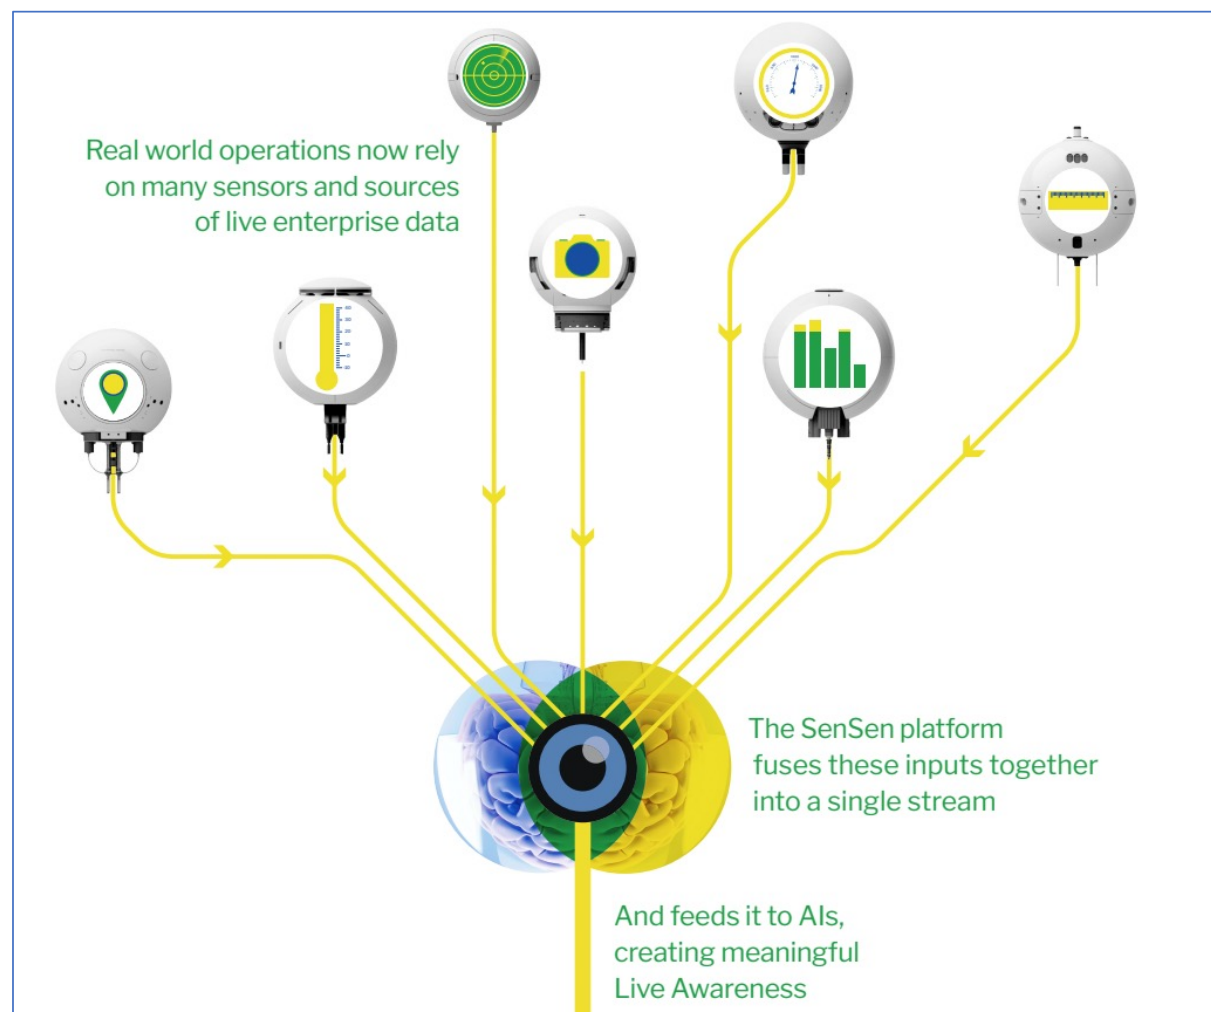 Real world operations now rely
on many sensors and sources
of live enterprise data
The SenSen platform
fuses these inputs together
into a single stream
And feeds it to AIs,
creating meaningful
Live Awareness